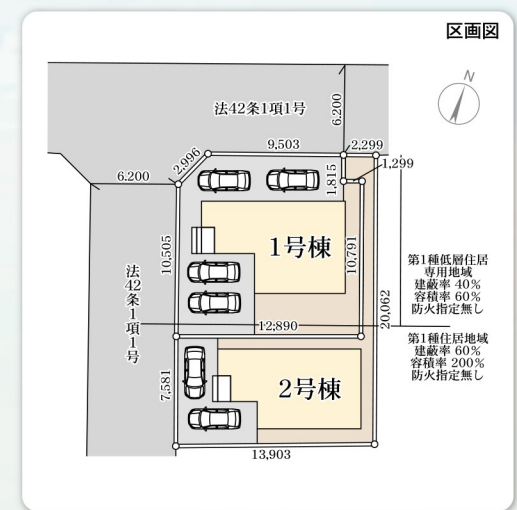 区画図
N
法42条1項1号
6.200
9,503
2,299
2,996
1,299
6.200
1,815
1号棟
10,505
10,791
20,062
第1種低層住居
専用地域
建蔽率 40%
容積率 60%
防火指定無し
法42条1項1号
12,890
第1種住居地域
建蔽率 60%
容積率 200%
防火指定無し
7,581
2号棟
13,903